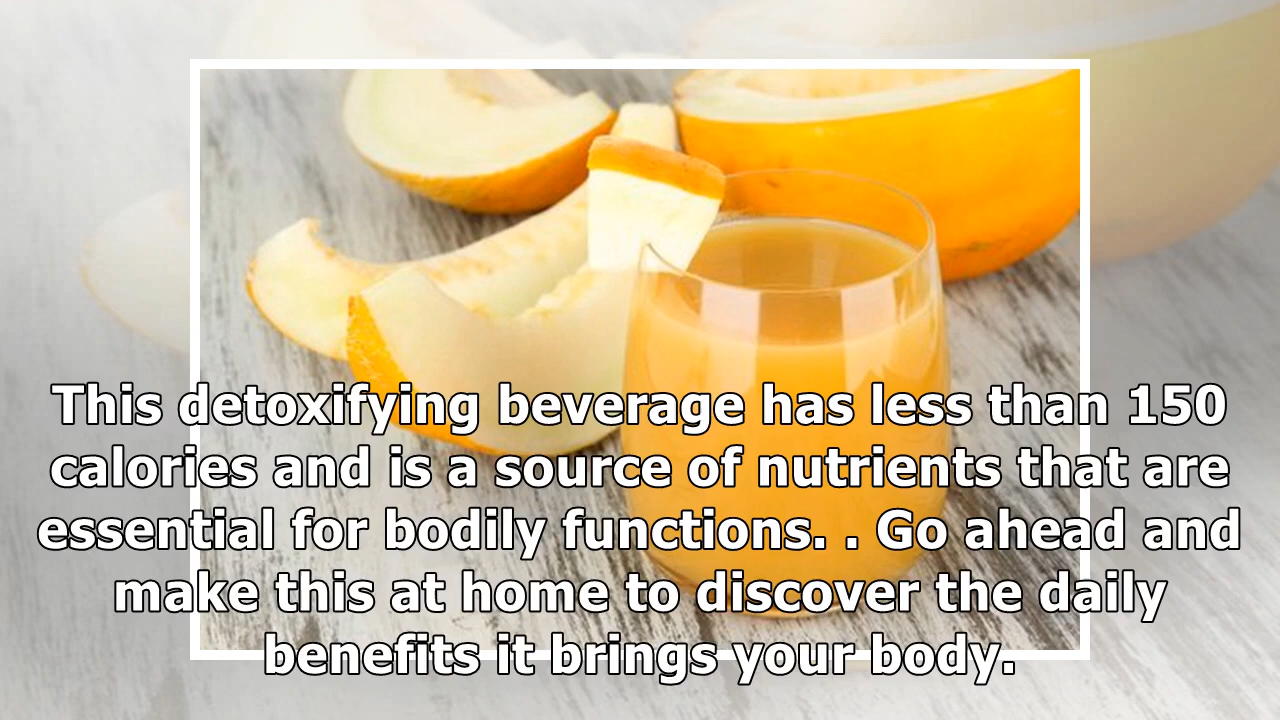 This detoxifying beverage has less than 150
calories and is a source of nutrients that are
essential for bodily functions. . Go ahead and
make this at home to discover the daily
benefits it brings your body.